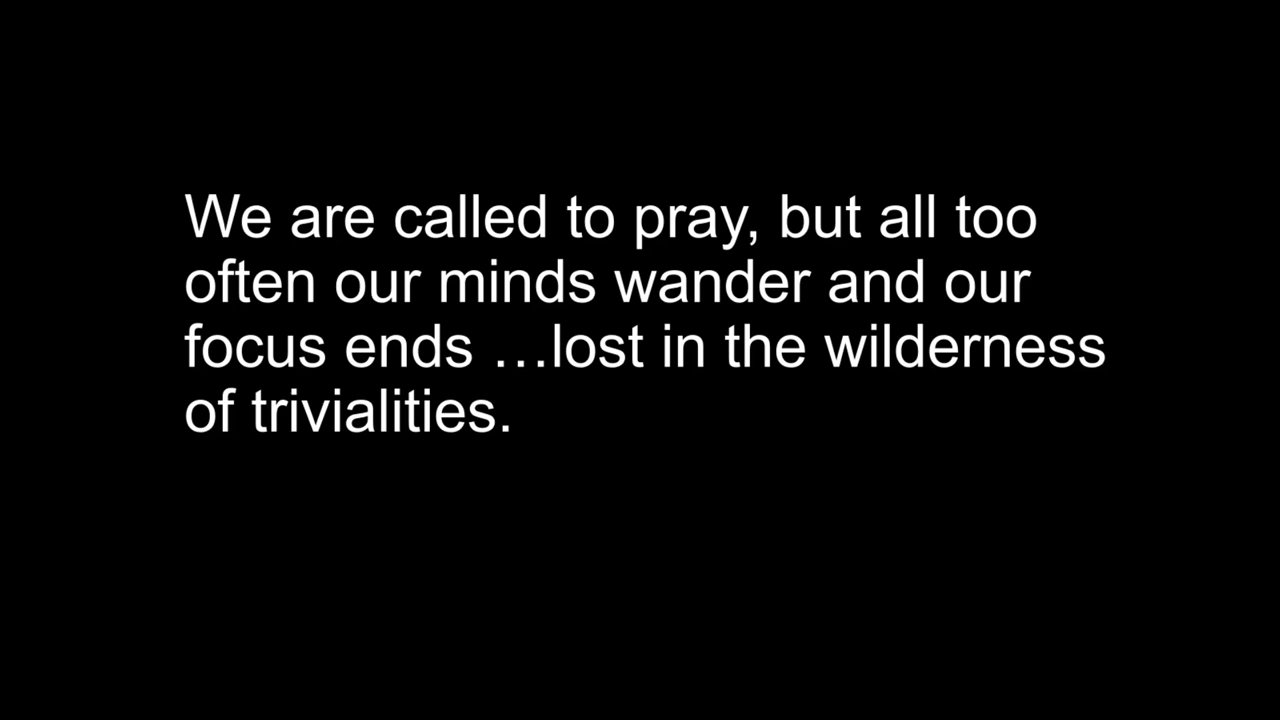 We are called to pray, but all too
often our minds wander and our
focus ends …lost in the wilderness
of trivialities.